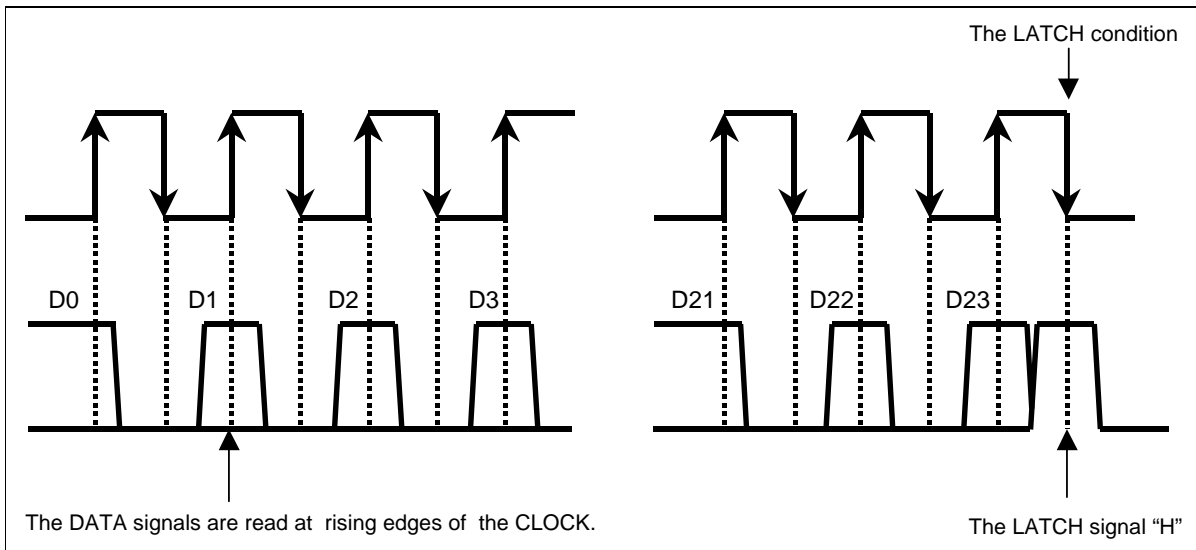 The LATCH condition
D0
D1
D2
D3
D21
D22
D23
The DATA signals are read at rising edges of the CLOCK.
The LATCH signal “H”